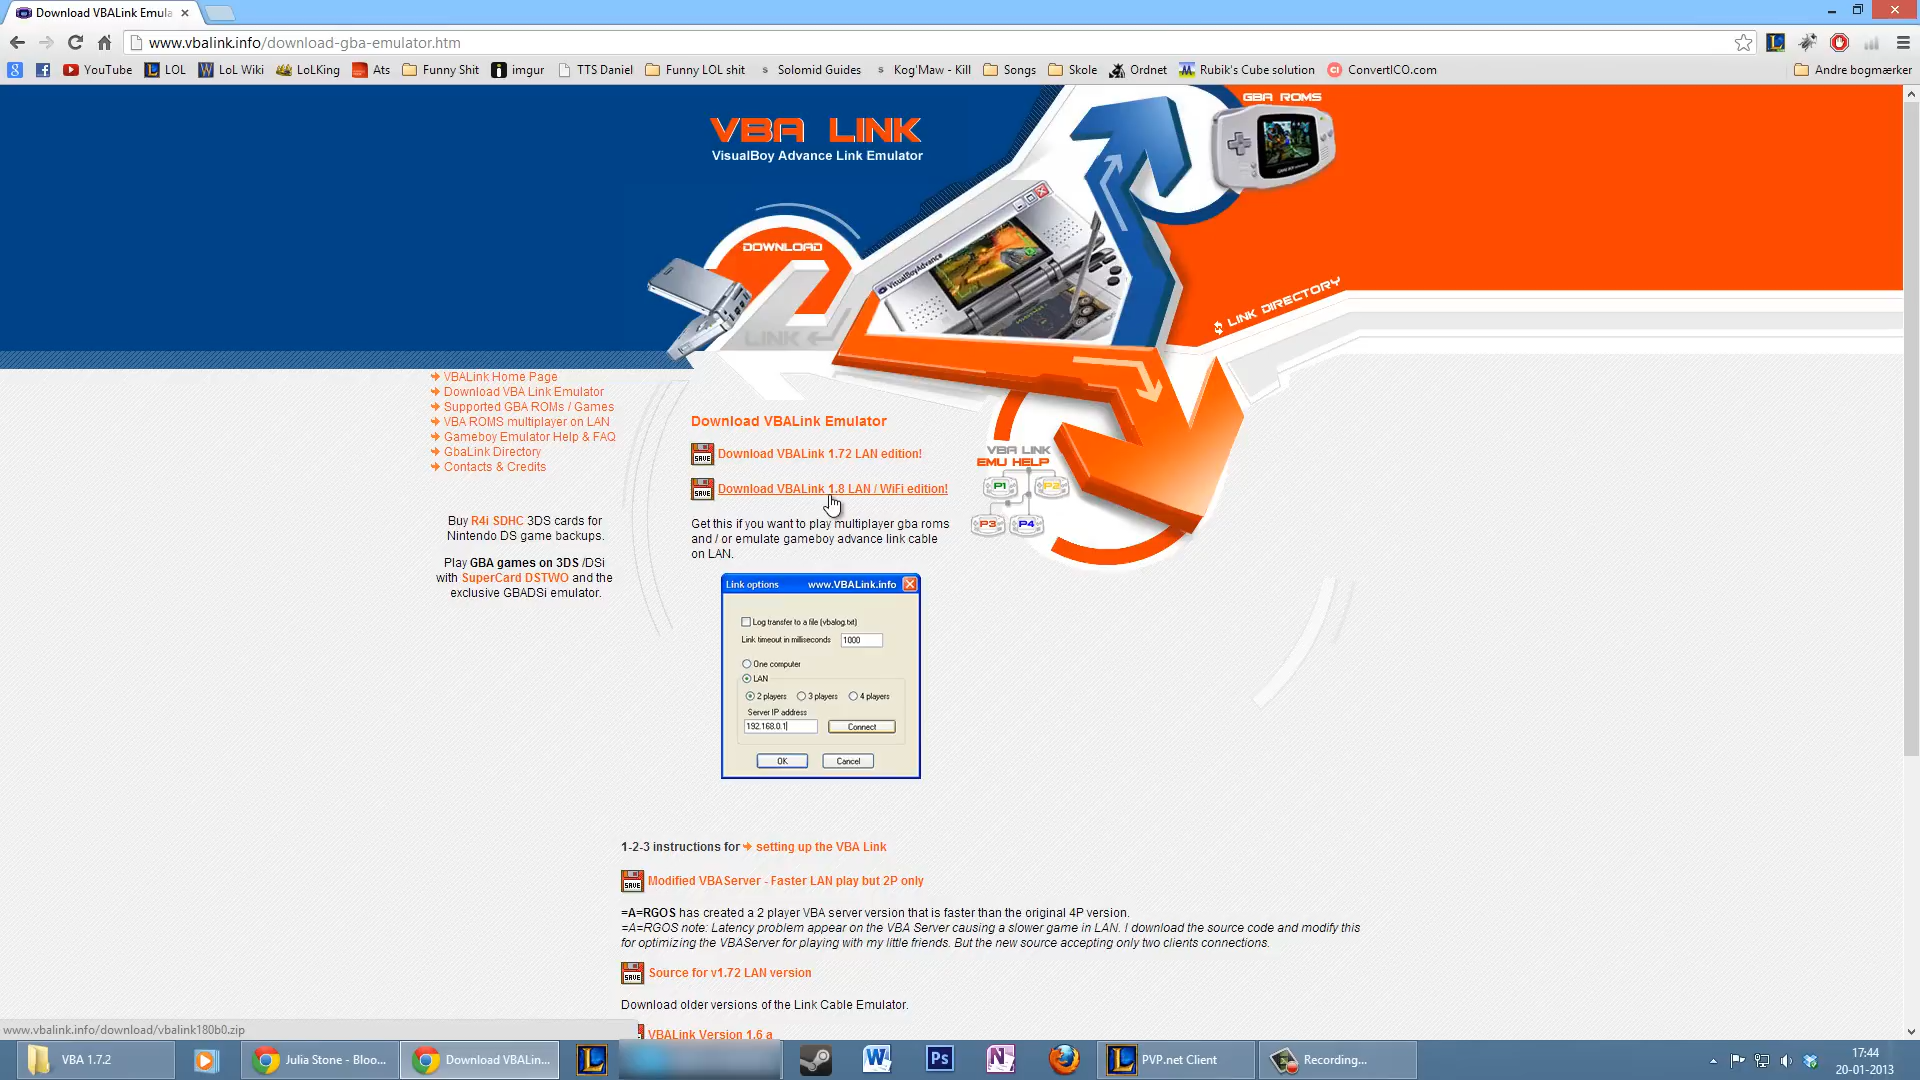 Download VBALink Emula
www.vbalink.info/download-gba-emulator.htm
YouTube LOL LoL Wiki LoLKing Ats Funny Shit imgur TTS Daniel Funny LOL shit Solomid Guides Kog'Maw - Kill Songs Skole Ordnet Rubik's Cube solution ConvertICO.com Andre bogmærker
GBA ROMS
VBA LINK
VisualBoy Advance Link Emulator
DOWNLOAD
VisualBoyAdvance
LINK DIRECTORY
LINK
VBALink Home Page
Download VBA Link Emulator
Supported GBA ROMs / Games
VBA ROMS multiplayer on LAN
Gameboy Emulator Help & FAQ
GbaLink Directory
Contacts & Credits
Buy R4i SDHC 3DS cards for
Nintendo DS game backups.
Play GBA games on 3DS /DSi
with SuperCard DSTWO and the
exclusive GBADSi emulator.
Download VBALink Emulator
SAVE Download VBALink 1.72 LAN edition!
SAVE Download VBALink 1.8 LAN / WiFi edition!
Get this if you want to play multiplayer gba roms
and / or emulate gameboy advance link cable
on LAN.
VBA LINK
EMU HELP
P1 P2
P3 P4
Link options www.VBALink.info
Log transfer to a file (vbalog.txt)
Link timeout in milliseconds 1000
One computer
LAN
2 players 3 players 4 players
Server IP address
192.168.0.1 Connect
OK Cancel
1-2-3 instructions for setting up the VBA Link
SAVE Modified VBAServer - Faster LAN play but 2P only
=A=RGOS has created a 2 player VBA server version that is faster than the original 4P version.
=A=RGOS note: Latency problem appear on the VBA Server causing a slower game in LAN. I download the source code and modify this
for optimizing the VBAServer for playing with my little friends. But the new source accepting only two clients connections.
SAVE Source for v1.72 LAN version
Download older versions of the Link Cable Emulator.
VBALink Version 1.6 a
www.vbalink.info/download/vbalink180b0.zip
VBA 1.7.2 Julia Stone - Bloo... Download VBALin... PVP.net Client Recording...
17:44
20-01-2013